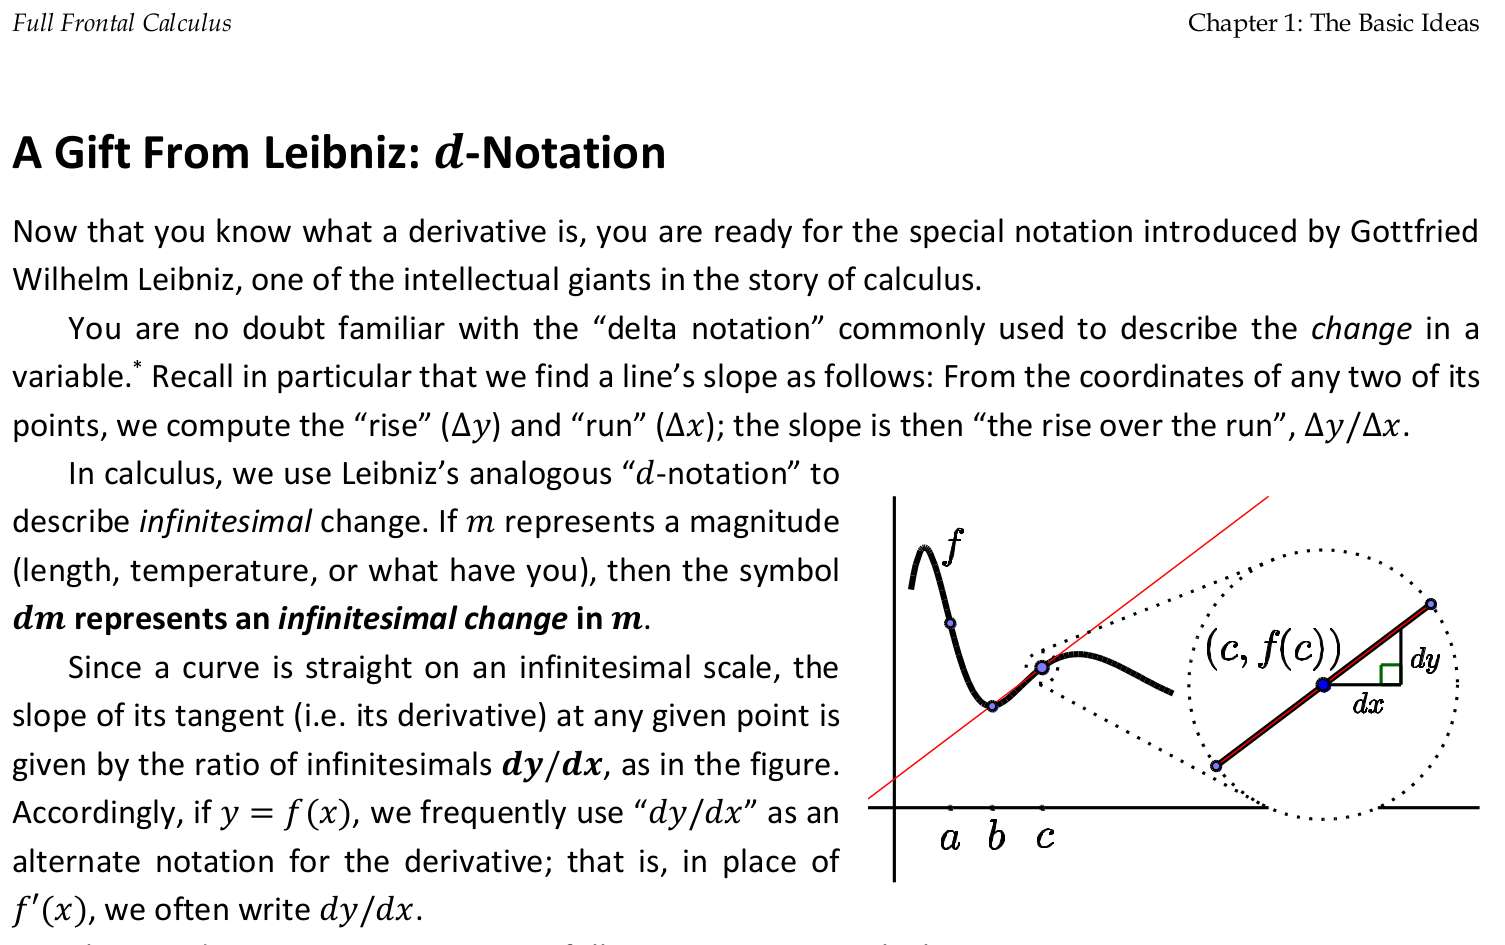 Full Frontal Calculus
Chapter 1: The Basic Ideas
A Gift From Leibniz: d-Notation
Now that you know what a derivative is, you are ready for the special notation introduced by Gottfried
Wilhelm Leibniz, one of the intellectual giants in the story of calculus.
You are no doubt familiar with the “delta notation” commonly used to describe the change in a
variable.* Recall in particular that we find a line’s slope as follows: From the coordinates of any two of its
points, we compute the “rise” (Δy) and “run” (Δx); the slope is then “the rise over the run”, Δy/Δx.
In calculus, we use Leibniz’s analogous “d-notation” to
describe infinitesimal change. If m represents a magnitude
(length, temperature, or what have you), then the symbol
dm represents an infinitesimal change in m.
Since a curve is straight on an infinitesimal scale, the
slope of its tangent (i.e. its derivative) at any given point is
given by the ratio of infinitesimals dy/dx, as in the figure.
Accordingly, if y = f(x), we frequently use “dy/dx” as an
alternate notation for the derivative; that is, in place of
f′(x), we often write dy/dx.
f
(c, f(c))
dy
dx
a b c